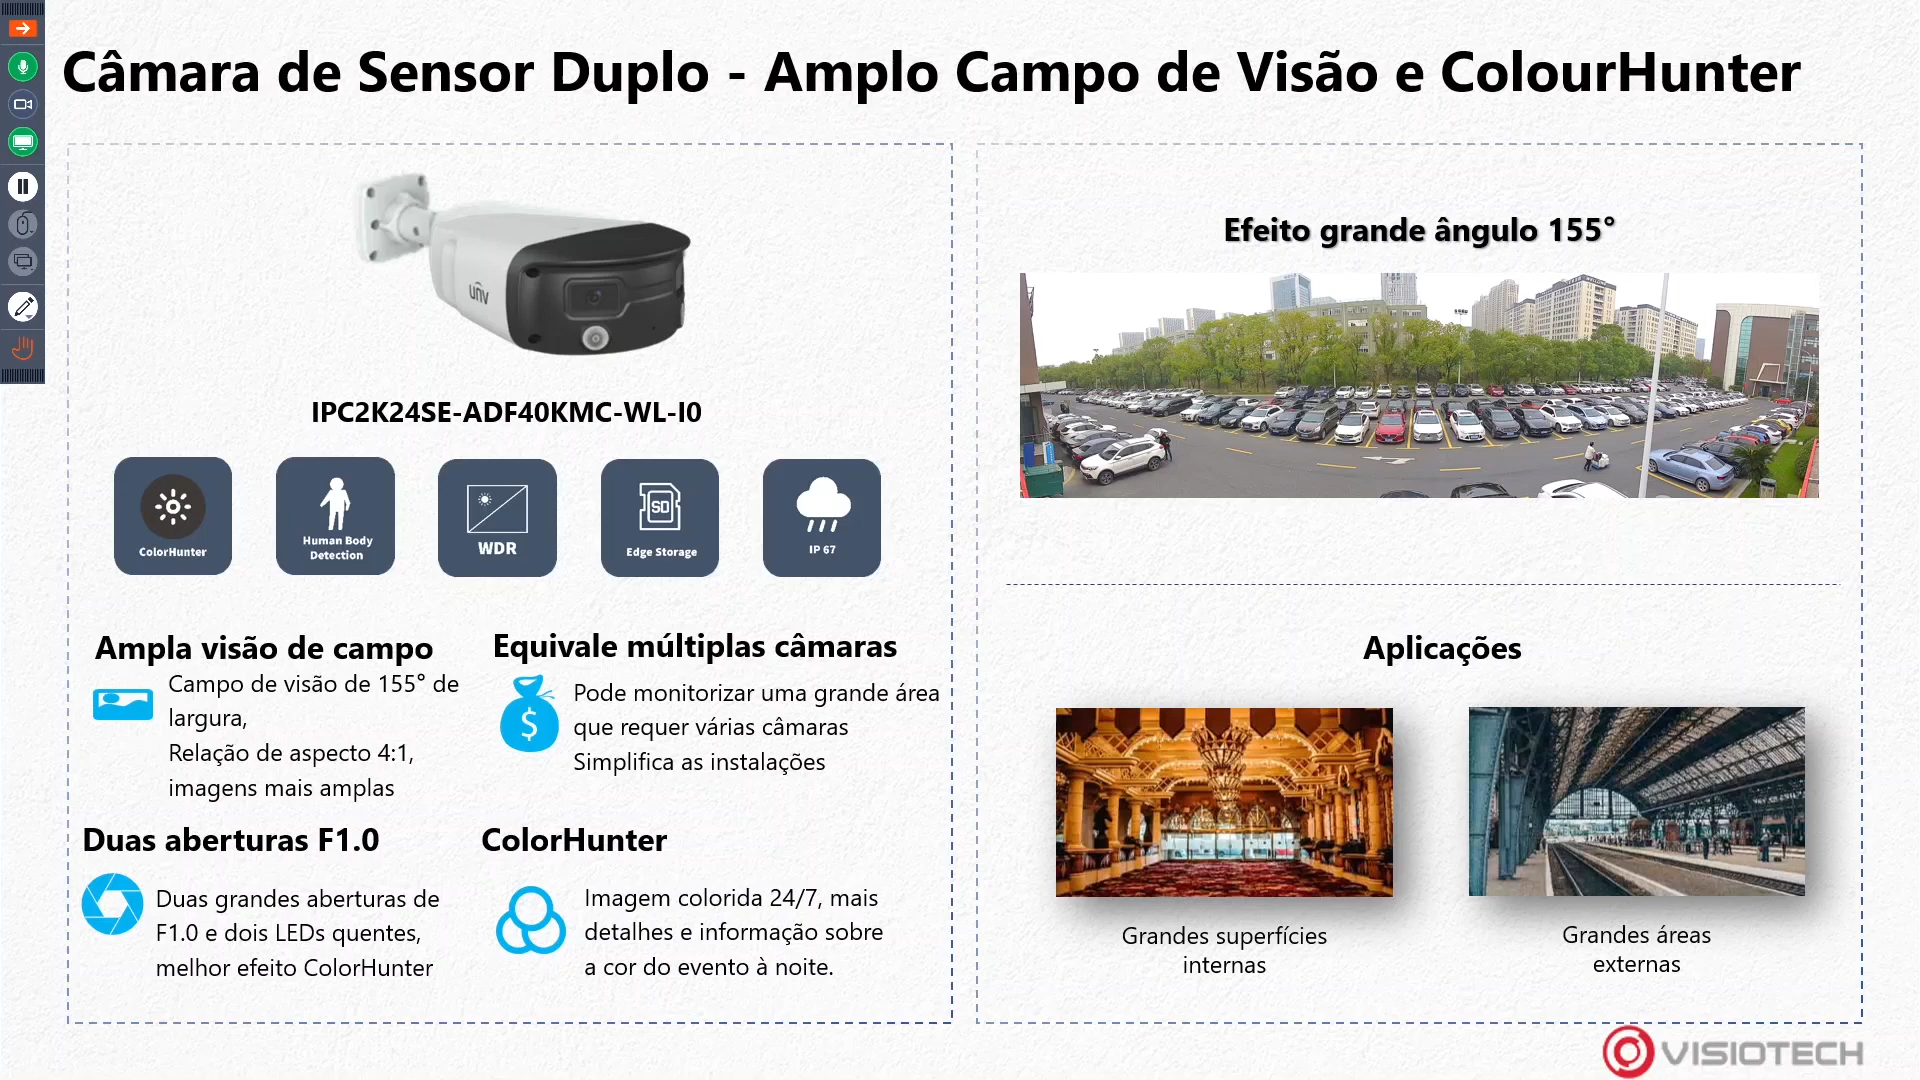 Câmara de Sensor Duplo - Amplo Campo de Visão e ColourHunter
unv
IPC2K24SE-ADF40KMC-WL-I0
ColorHunter
Human Body
Detection
WDR
SD
Edge Storage
IP 67
Ampla visão de campo
Campo de visão de 155° de
largura,
Relação de aspecto 4:1,
imagens mais amplas
Equivale múltiplas câmaras
$
Pode monitorizar uma grande área
que requer várias câmaras
Simplifica as instalações
Duas aberturas F1.0
Duas grandes aberturas de
F1.0 e dois LEDs quentes,
melhor efeito ColorHunter
ColorHunter
Imagem colorida 24/7, mais
detalhes e informação sobre
a cor do evento à noite.
Efeito grande ângulo 155°
Aplicações
Grandes superfícies
internas
Grandes áreas
externas
VISIOTECH